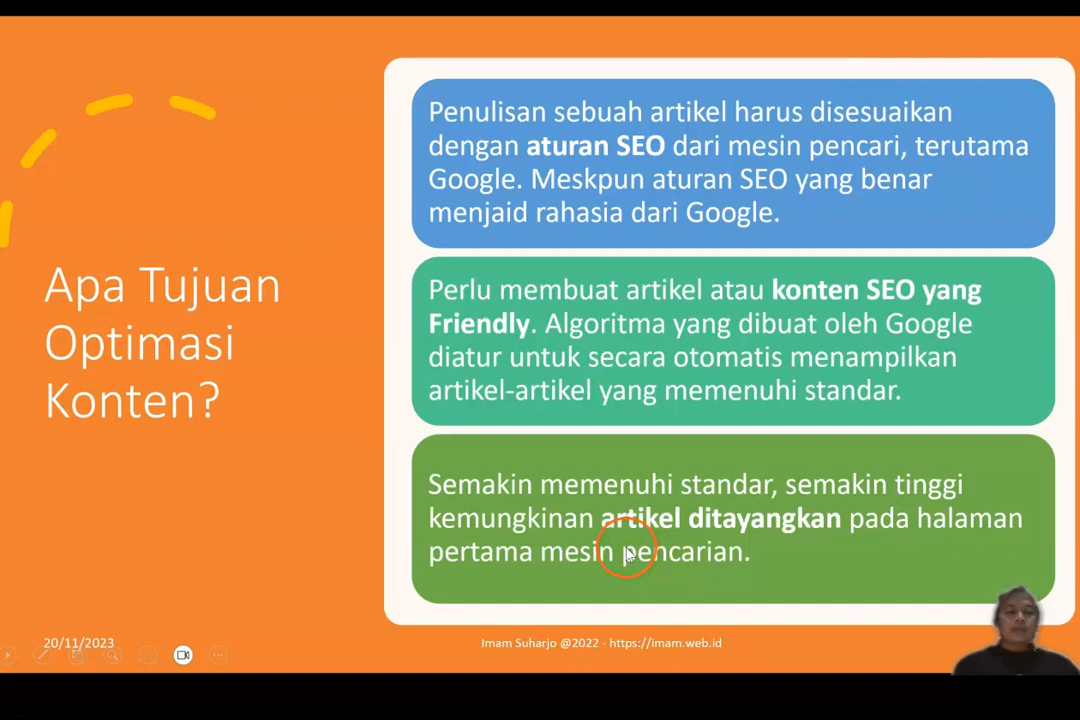 Apa Tujuan
Optimasi
Konten?
Penulisan sebuah artikel harus disesuaikan
dengan aturan SEO dari mesin pencari, terutama
Google. Meskpun aturan SEO yang benar
menjaid rahasia dari Google.
Perlu membuat artikel atau konten SEO yang
Friendly. Algoritma yang dibuat oleh Google
diatur untuk secara otomatis menampilkan
artikel-artikel yang memenuhi standar.
Semakin memenuhi standar, semakin tinggi
kemungkinan artikel ditayangkan pada halaman
pertama mesin pencarian.
20/11/2023
Imam Suharjo @2022 - https://imam.web.id